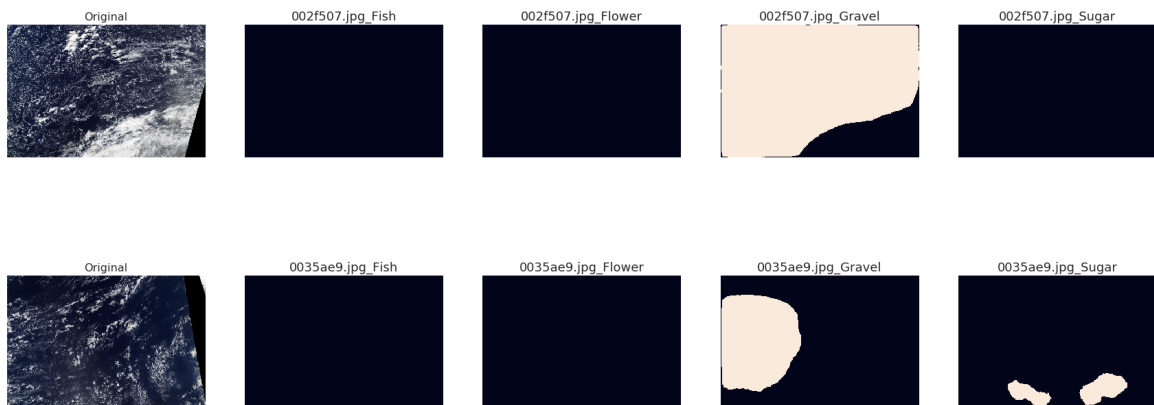 Original
002f507.jpg_Fish
002f507.jpg_Flower
002f507.jpg_Gravel
002f507.jpg_Sugar
Original
0035ae9.jpg_Fish
0035ae9.jpg_Flower
0035ae9.jpg_Gravel
0035ae9.jpg_Sugar